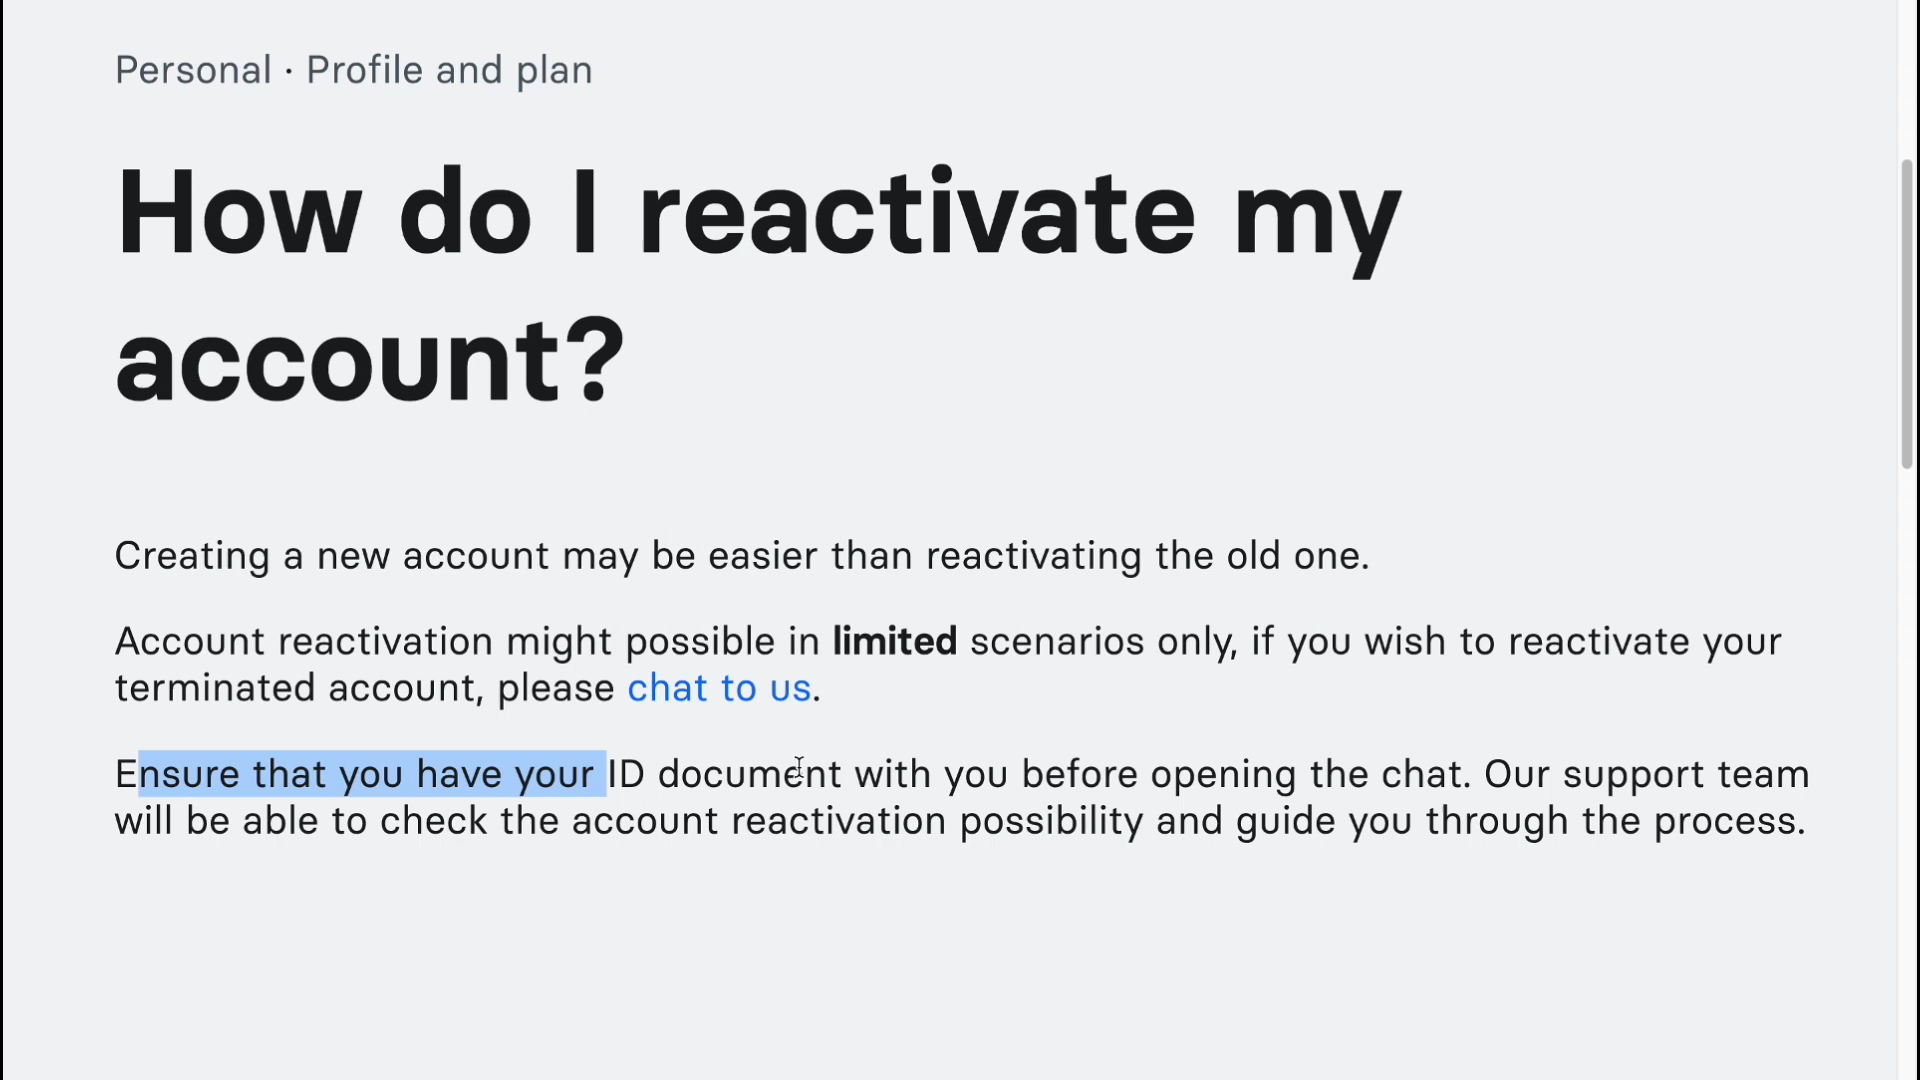 Personal · Profile and plan
How do I reactivate my
account?
Creating a new account may be easier than reactivating the old one.
Account reactivation might possible in limited scenarios only, if you wish to reactivate your
terminated account, please chat to us.
Ensure that you have your ID document with you before opening the chat. Our support team
will be able to check the account reactivation possibility and guide you through the process.